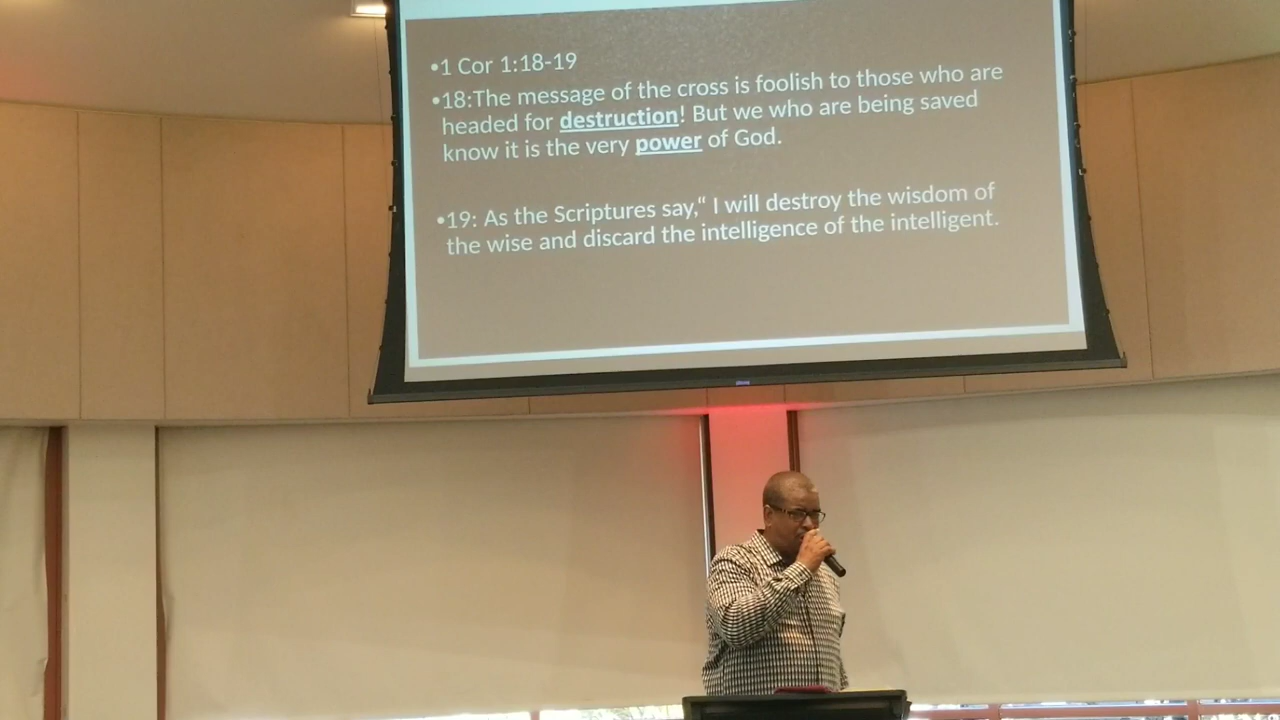 •1 Cor 1:18-19
•18:The message of the cross is foolish to those who are
headed for destruction! But we who are being saved
know it is the very power of God.
•19: As the Scriptures say,“ I will destroy the wisdom of
the wise and discard the intelligence of the intelligent.